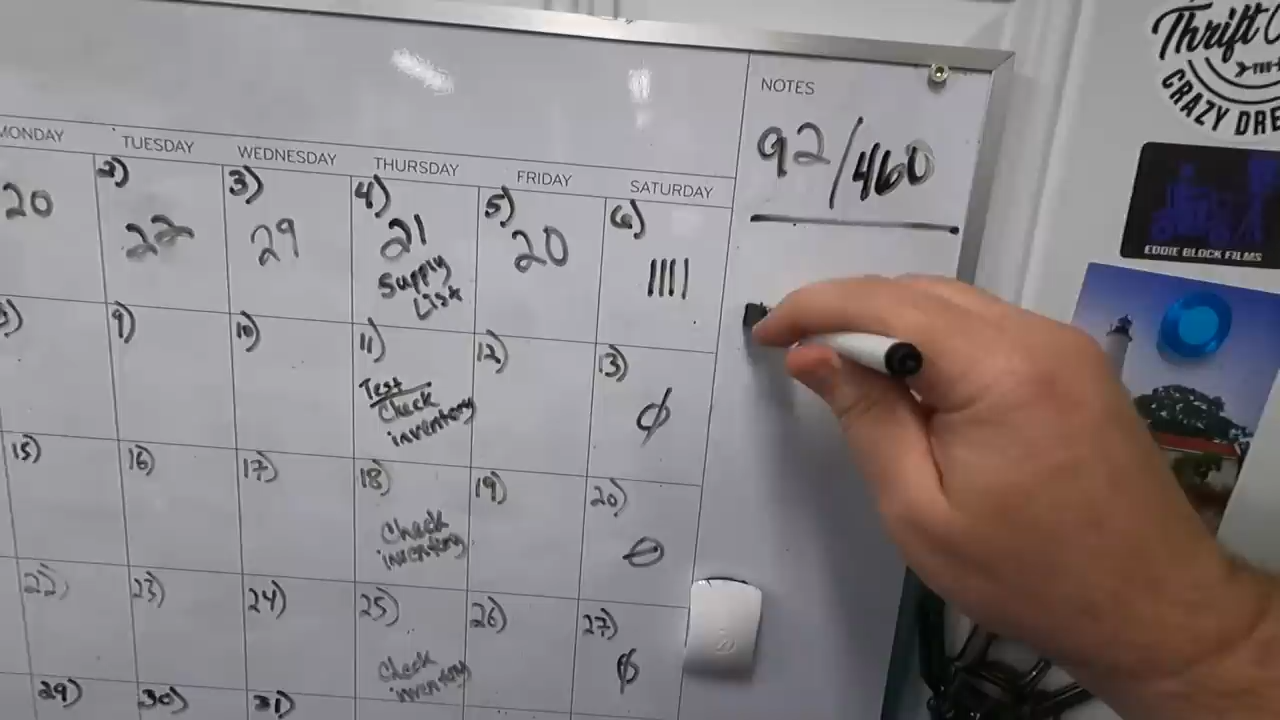 NOTES
92/460
MONDAY TUESDAY WEDNESDAY THURSDAY FRIDAY SATURDAY
20
2)
22
3)
29
4)
21
Supply
List
5)
20
6)
||||
9)
10)
11)
Test
Check
inventory
12)
13)
Ø
15)
16)
17)
18)
Check
inventory
19)
20)
Ø
22)
23)
24)
25)
Check
inventory
26)
27)
Ø
29)
30)
31)
Thrift
CRAZY DRE
EDDIE BLOCK FILMS